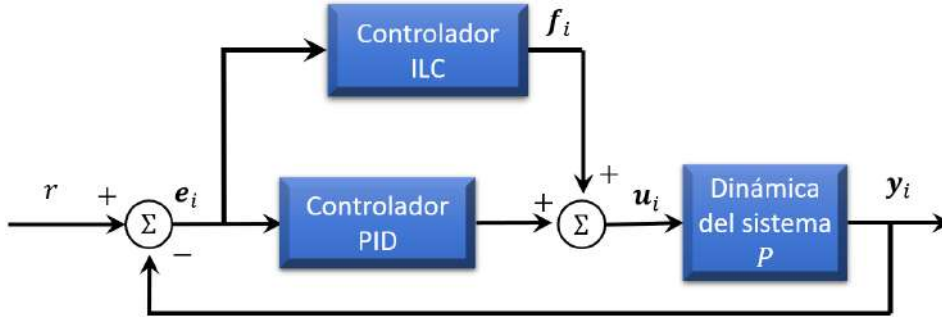 Controlador
ILC
f_i
r
+
e_i
Σ
−
Controlador
PID
+
+
Σ
u_i
Dinámica
del sistema
P
y_i